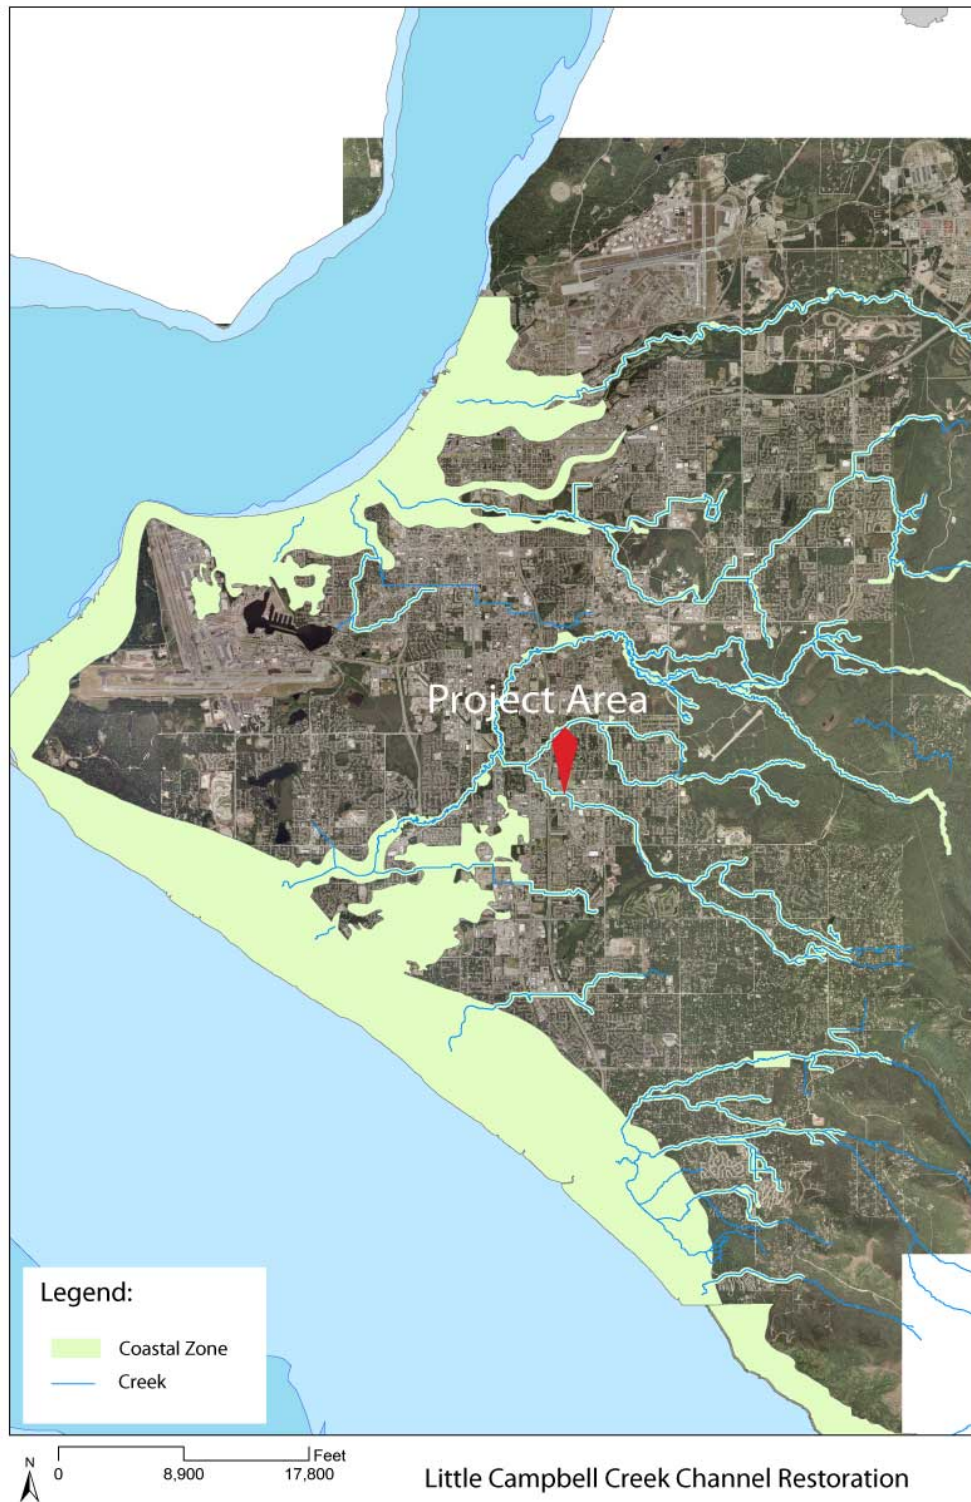 Project Area
Legend:
Coastal Zone
Creek
Feet
N
0 8,900 17,800
Little Campbell Creek Channel Restoration